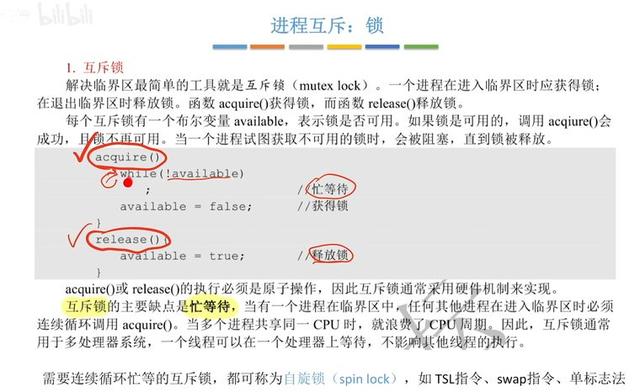 bilibili
进程互斥：锁
1. 互斥锁
解决临界区最简单的工具就是互斥锁（mutex lock）。一个进程在进入临界区时应获得锁；
在退出临界区时释放锁。函数 acquire()获得锁，而函数 release()释放锁。
每个互斥锁有一个布尔变量 available，表示锁是否可用。如果锁是可用的，调用 acqiure()会
成功，且锁不再可用。当一个进程试图获取不可用的锁时，会被阻塞，直到锁被释放。
acquire()
while(!available)
; //忙等待
available = false; //获得锁
}
release(){
available = true; //释放锁
}
acquire()或 release()的执行必须是原子操作，因此互斥锁通常采用硬件机制来实现。
互斥锁的主要缺点是忙等待，当有一个进程在临界区中，任何其他进程在进入临界区时必须
连续循环调用 acquire()。当多个进程共享同一 CPU 时，就浪费了 CPU 周期。因此，互斥锁通常
用于多处理器系统，一个线程可以在一个处理器上等待，不影响其他线程的执行。
需要连续循环忙等的互斥锁，都可称为自旋锁（spin lock），如 TSL指令、swap指令、单标志法